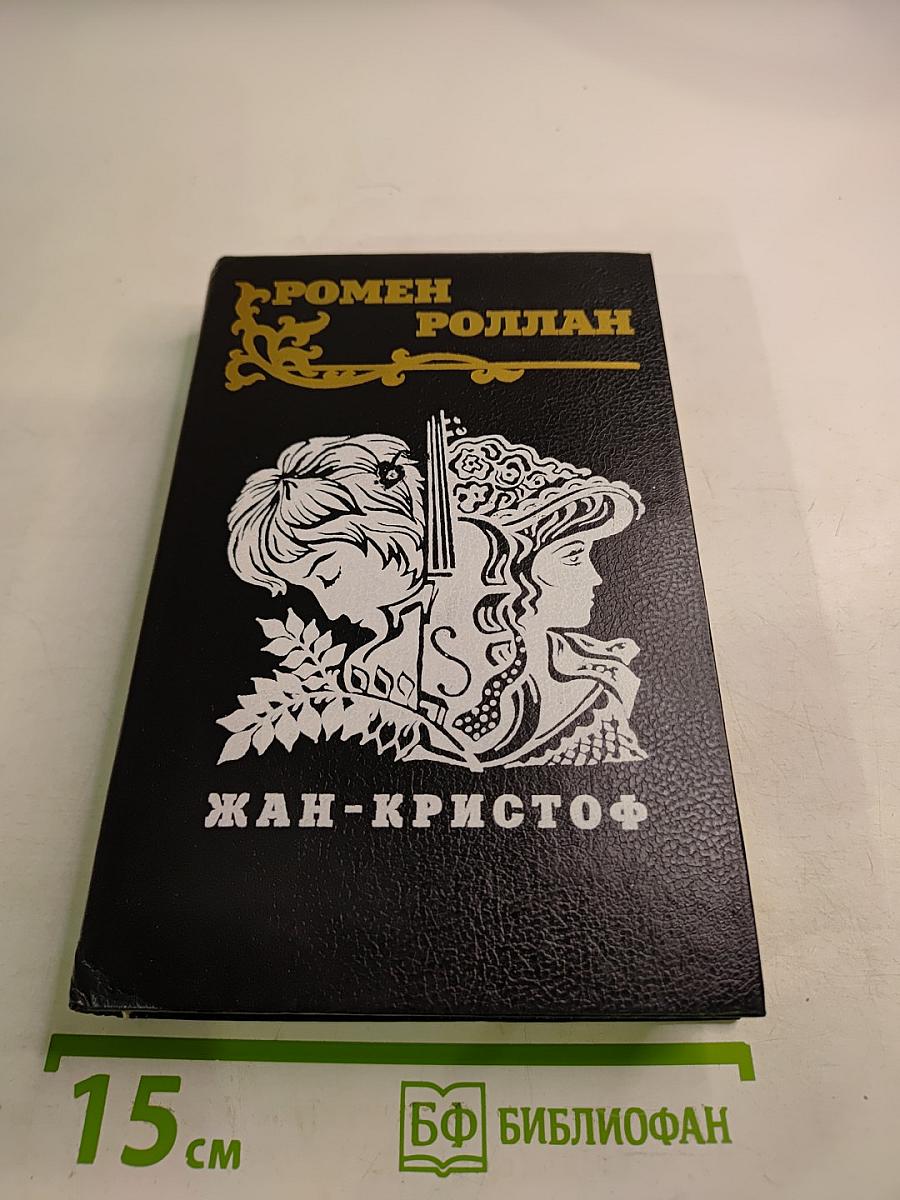 РОМЕН
РОЛЛАН
ЖАН-КРИСТОФ
15 см
БФ БИБЛИОФАН